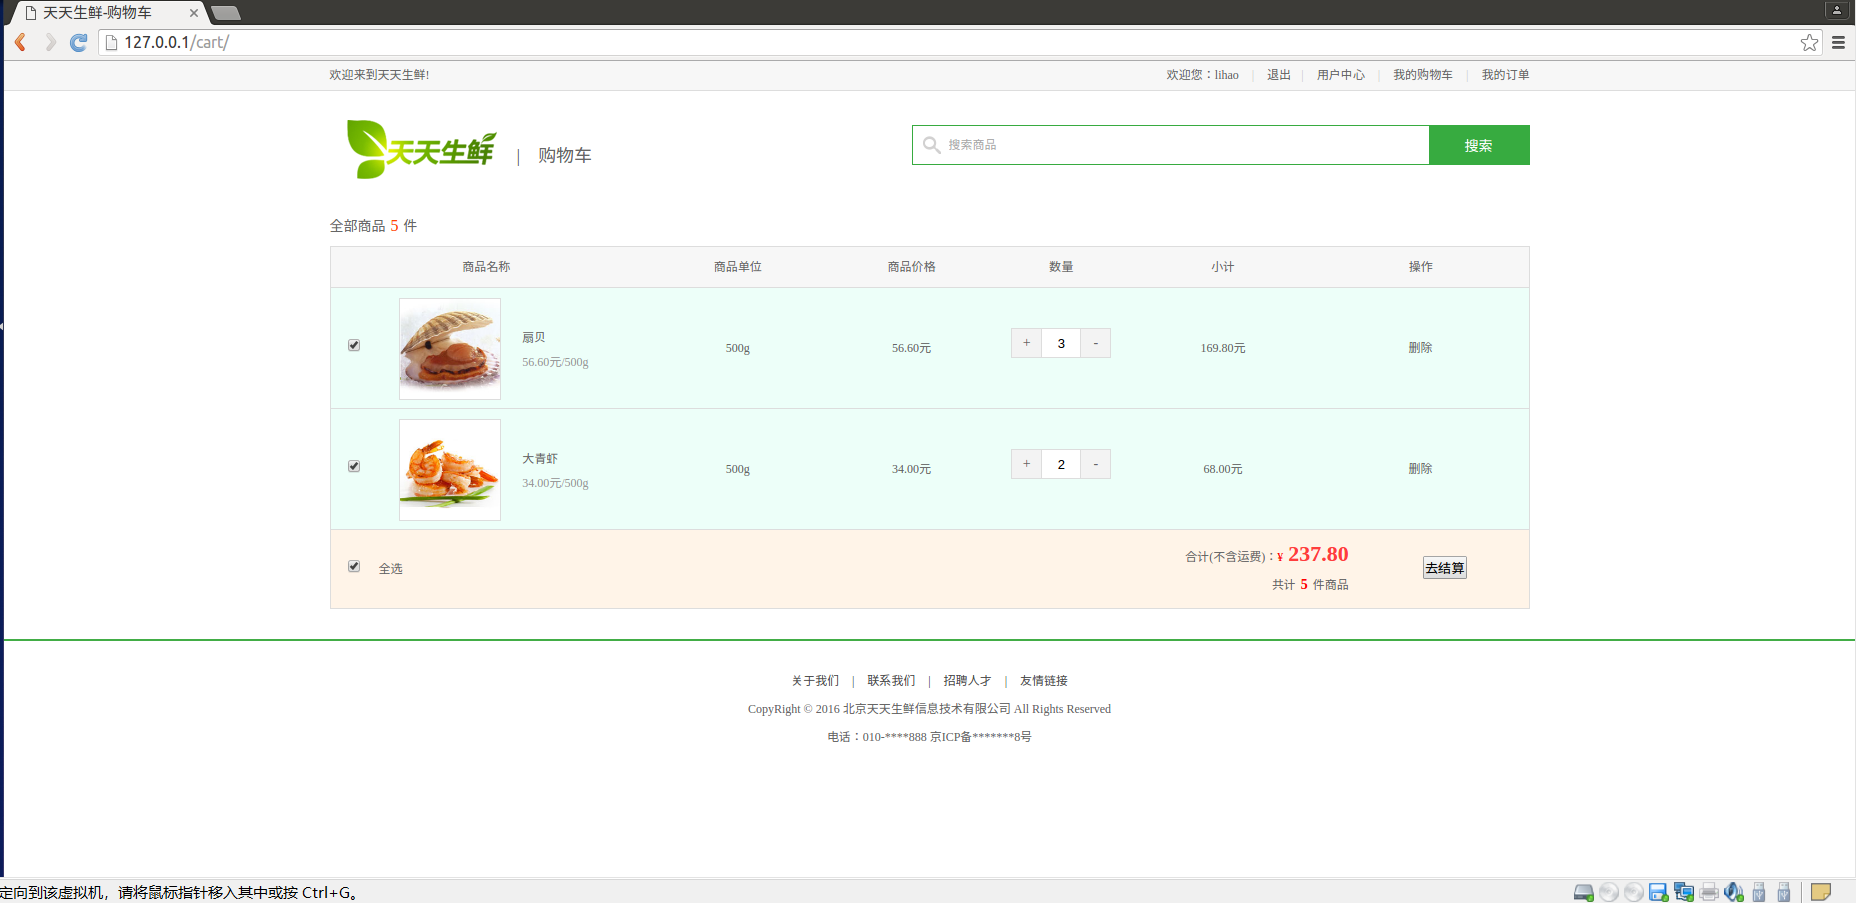 天天生鲜-购物车
127.0.0.1/cart/
欢迎来到天天生鲜!
欢迎您：lihao | 退出 | 用户中心 | 我的购物车 | 我的订单
天天生鲜 | 购物车
搜索商品 搜索
全部商品 5 件
商品名称 商品单位 商品价格 数量 小计 操作
扇贝
56.60元/500g
500g 56.60元 + 3 - 169.80元 删除
大青虾
34.00元/500g
500g 34.00元 + 2 - 68.00元 删除
全选
合计(不含运费)：¥ 237.80
共计 5 件商品
去结算
关于我们 | 联系我们 | 招聘人才 | 友情链接
CopyRight © 2016 北京天天生鲜信息技术有限公司 All Rights Reserved
电话：010-****888 京ICP备*******8号
定向到该虚拟机，请将鼠标指针移入其中或按 Ctrl+G。